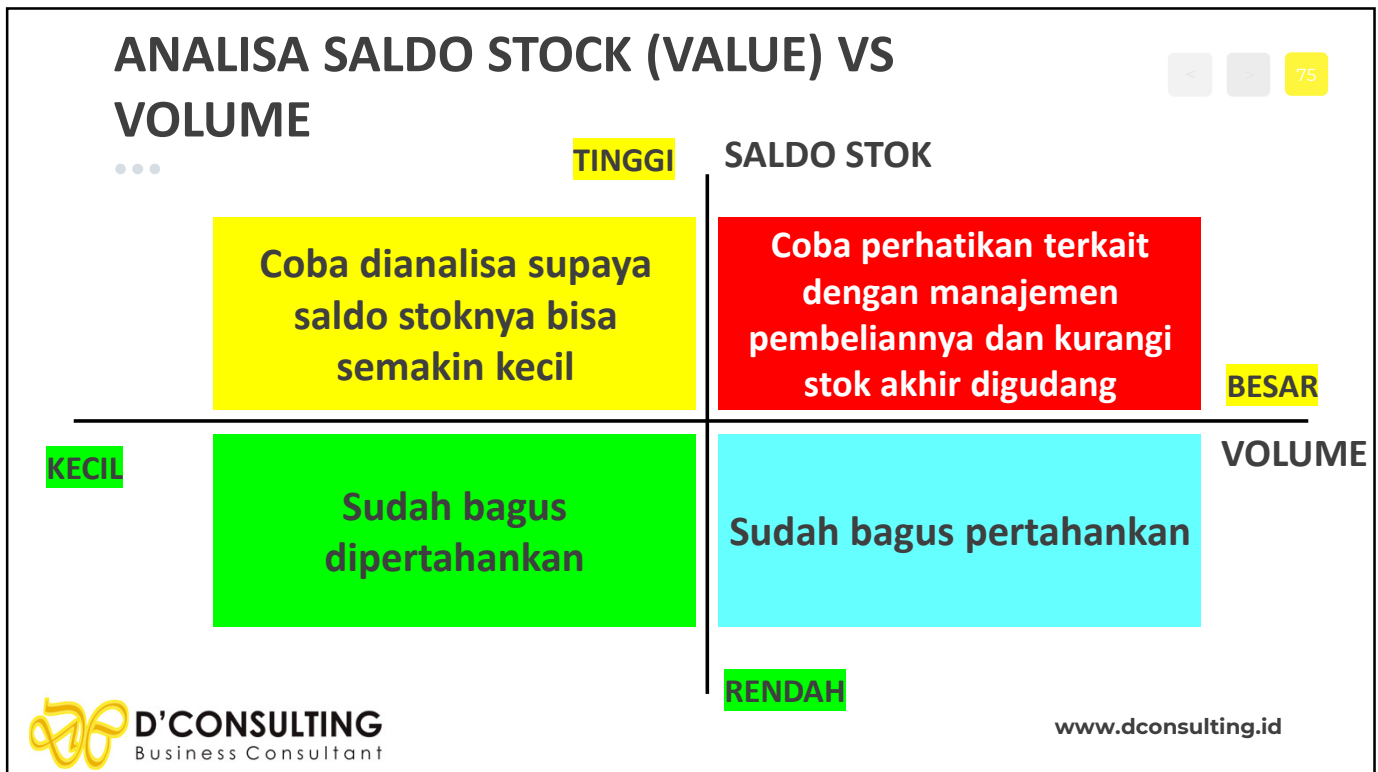 ANALISA SALDO STOCK (VALUE) VS
VOLUME
< > 75
TINGGI
SALDO STOK
Coba dianalisa supaya
saldo stoknya bisa
semakin kecil
Coba perhatikan terkait
dengan manajemen
pembeliannya dan kurangi
stok akhir digudang
BESAR
KECIL
VOLUME
Sudah bagus
dipertahankan
Sudah bagus pertahankan
RENDAH
D'CONSULTING
Business Consultant
www.dconsulting.id